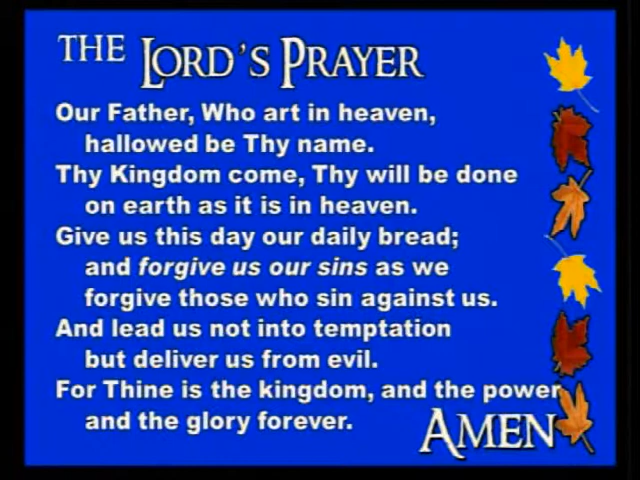 THE LORD'S PRAYER
Our Father, Who art in heaven,
hallowed be Thy name.
Thy Kingdom come, Thy will be done
on earth as it is in heaven.
Give us this day our daily bread;
and forgive us our sins as we
forgive those who sin against us.
And lead us not into temptation
but deliver us from evil.
For Thine is the kingdom, and the power
and the glory forever.
AMEN